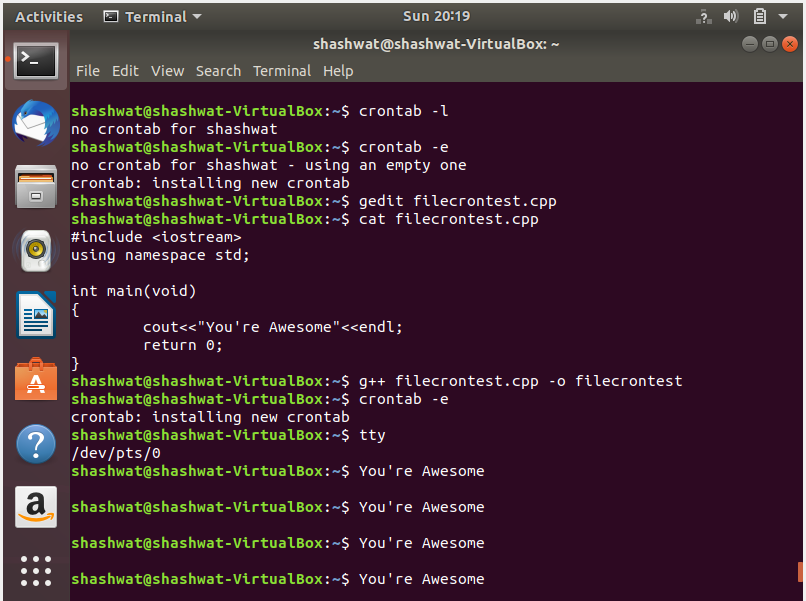 Activities Terminal Sun 20:19
shashwat@shashwat-VirtualBox: ~
File Edit View Search Terminal Help
shashwat@shashwat-VirtualBox:~$ crontab -l
no crontab for shashwat
shashwat@shashwat-VirtualBox:~$ crontab -e
no crontab for shashwat - using an empty one
crontab: installing new crontab
shashwat@shashwat-VirtualBox:~$ gedit filecrontest.cpp
shashwat@shashwat-VirtualBox:~$ cat filecrontest.cpp
#include <iostream>
using namespace std;
int main(void)
{
cout<<"You're Awesome"<<endl;
return 0;
}
shashwat@shashwat-VirtualBox:~$ g++ filecrontest.cpp -o filecrontest
shashwat@shashwat-VirtualBox:~$ crontab -e
crontab: installing new crontab
shashwat@shashwat-VirtualBox:~$ tty
/dev/pts/0
shashwat@shashwat-VirtualBox:~$ You're Awesome
shashwat@shashwat-VirtualBox:~$ You're Awesome
shashwat@shashwat-VirtualBox:~$ You're Awesome
shashwat@shashwat-VirtualBox:~$ You're Awesome